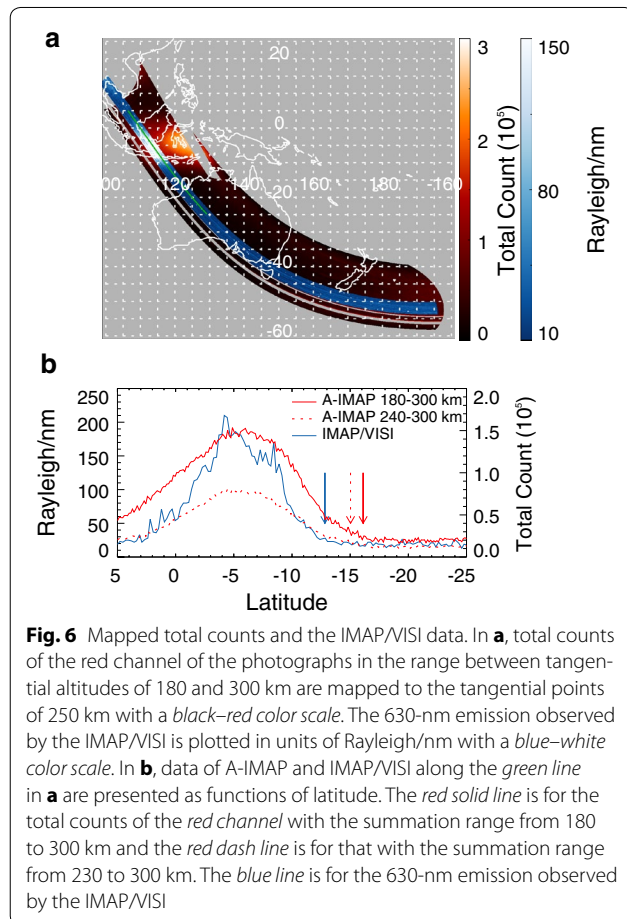 a
20
0
-20
-40
-60
00
120
140
160
180
-160
3
2
1
0
Total Count (10⁵)
150
80
10
Rayleigh/nm
b
250
200
150
100
50
0
Rayleigh/nm
A-IMAP 180-300 km
A-IMAP 240-300 km
IMAP/VISI
2.0
1.5
1.0
0.5
0.0
Total Count (10⁵)
5
0
-5
-10
-15
-20
-25
Latitude
Fig. 6 Mapped total counts and the IMAP/VISI data. In a, total counts
of the red channel of the photographs in the range between tangen-
tial altitudes of 180 and 300 km are mapped to the tangential points
of 250 km with a black–red color scale. The 630-nm emission observed
by the IMAP/VISI is plotted in units of Rayleigh/nm with a blue–white
color scale. In b, data of A-IMAP and IMAP/VISI along the green line
in a are presented as functions of latitude. The red solid line is for the
total counts of the red channel with the summation range from 180
to 300 km and the red dash line is for that with the summation range
from 230 to 300 km. The blue line is for the 630-nm emission observed
by the IMAP/VISI